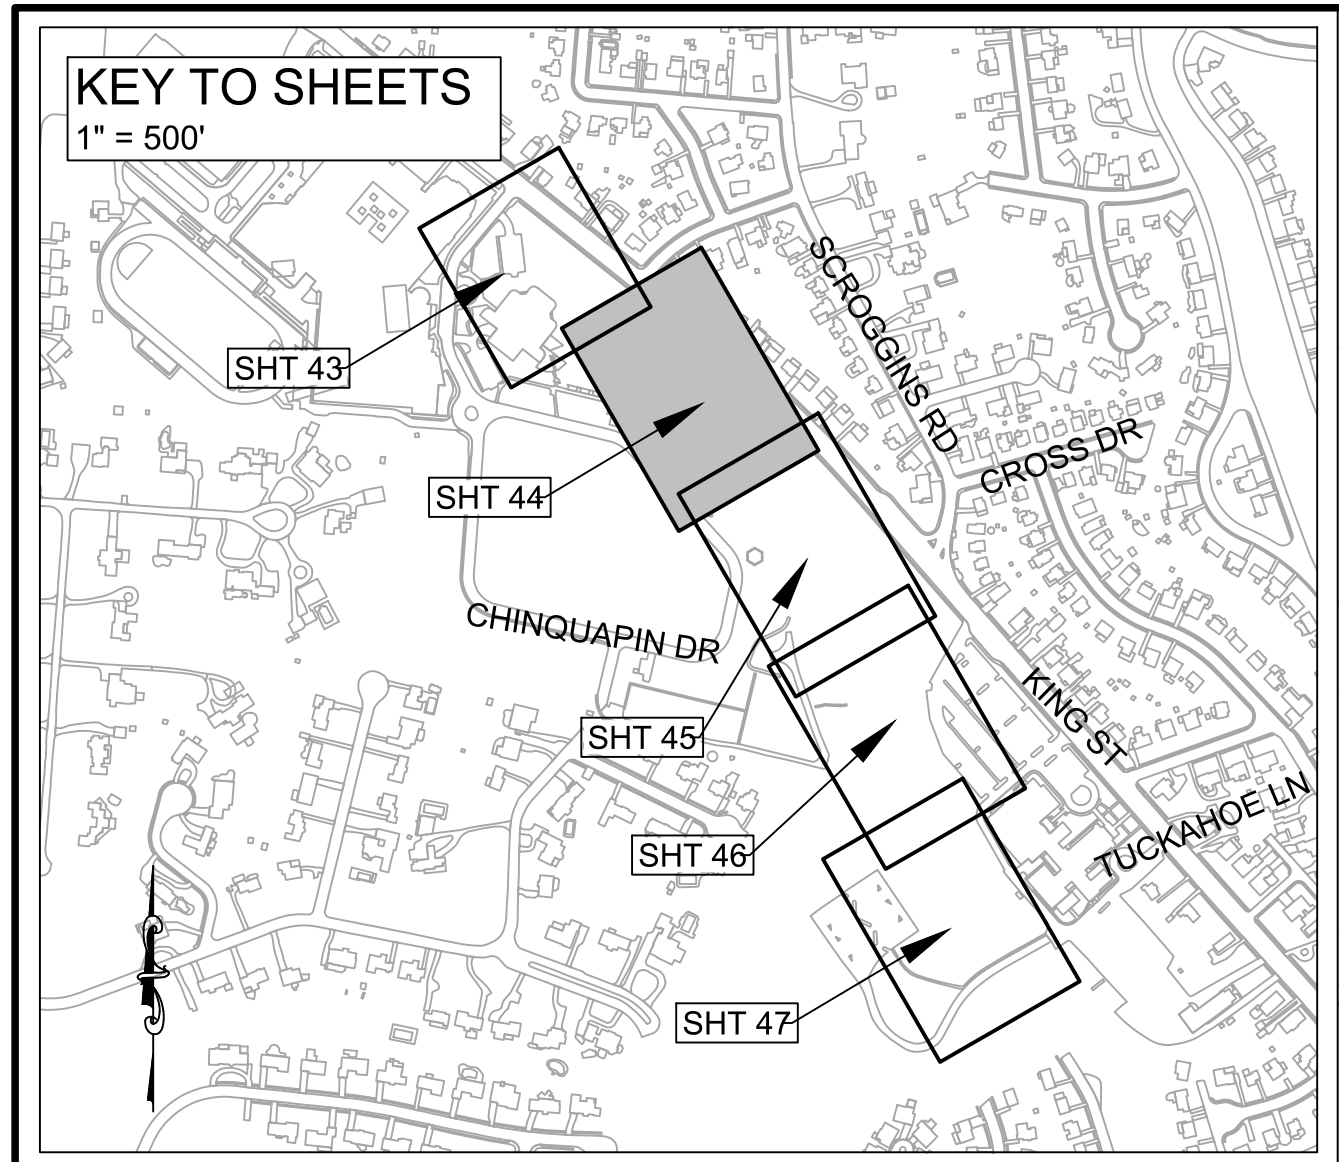 KEY TO SHEETS
1" = 500'
SCROGGINS RD
SHT 43
CROSS DR
SHT 44
CHINQUAPIN DR
KING ST
SHT 45
TUCKAHOE LN
SHT 46
SHT 47